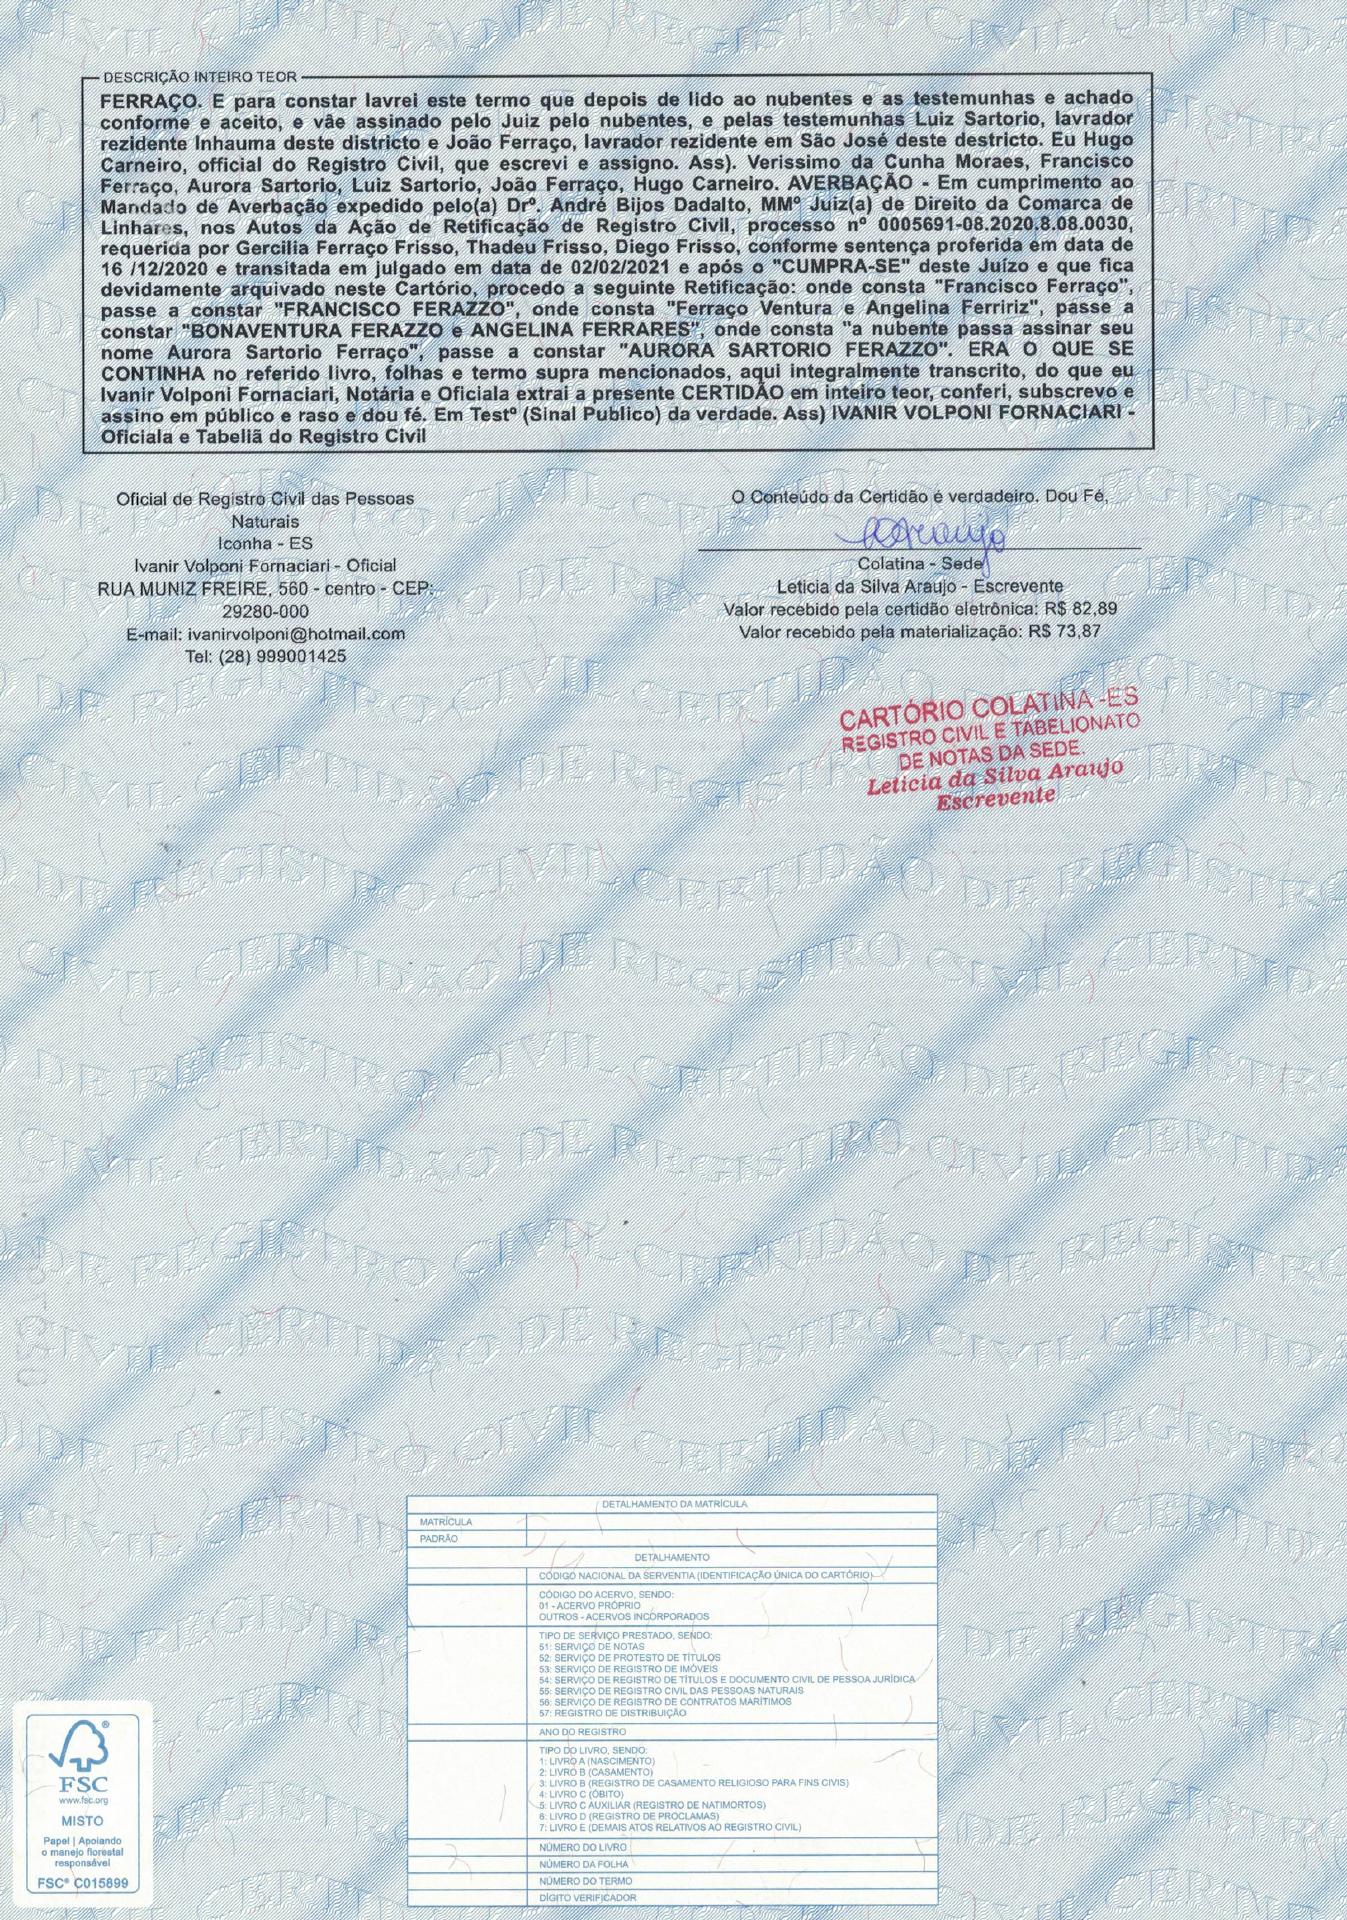 DESCRIÇÃO INTEIRO TEOR
FERRAÇO. E para constar lavrei este termo que depois de lido ao nubentes e as testemunhas e achado
conforme e aceito, e vâe assinado pelo Juiz pelo nubentes, e pelas testemunhas Luiz Sartorio, lavrador
rezidente Inhauma deste districto e João Ferraço, lavrador rezidente em São José deste destricto. Eu Hugo
Carneiro, official do Registro Civil, que escrevi e assigno. Ass). Verissimo da Cunha Moraes, Francisco
Ferraço, Aurora Sartorio, Luiz Sartorio, João Ferraço, Hugo Carneiro. AVERBAÇÃO - Em cumprimento ao
Mandado de Averbação expedido pelo(a) Drº. André Bijos Dadalto, MMº Juiz(a) de Direito da Comarca de
Linhares, nos Autos da Ação de Retificação de Registro Civil, processo nº 0005691-08.2020.8.08.0030,
requerida por Gercilia Ferraço Frisso, Thadeu Frisso, Diego Frisso, conforme sentença proferida em data de
16 /12/2020 e transitada em julgado em data de 02/02/2021 e após o "CUMPRA-SE" deste Juízo e que fica
devidamente arquivado neste Cartório, procedo a seguinte Retificação: onde consta "Francisco Ferraço",
passe a constar "FRANCISCO FERAZZO", onde consta "Ferraço Ventura e Angelina Ferririz", passe a
constar "BONAVENTURA FERAZZO e ANGELINA FERRARES", onde consta "a nubente passa assinar seu
nome Aurora Sartorio Ferraço", passe a constar "AURORA SARTORIO FERAZZO". ERA O QUE SE
CONTINHA no referido livro, folhas e termo supra mencionados, aqui integralmente transcrito, do que eu
Ivanir Volponi Fornaciari, Notária e Oficiala extrai a presente CERTIDÃO em inteiro teor, conferi, subscrevo e
assino em público e raso e dou fé. Em Testº (Sinal Publico) da verdade. Ass) IVANIR VOLPONI FORNACIARI -
Oficiala e Tabeliã do Registro Civil
Oficial de Registro Civil das Pessoas
Naturais
Iconha - ES
Ivanir Volponi Fornaciari - Oficial
RUA MUNIZ FREIRE, 560 - centro - CEP:
29280-000
E-mail: ivanirvolponi@hotmail.com
Tel: (28) 999001425
O Conteúdo da Certidão é verdadeiro. Dou Fé,
Colatina - Sede
Leticia da Silva Araujo - Escrevente
Valor recebido pela certidão eletrônica: R$ 82,89
Valor recebido pela materialização: R$ 73,87
CARTÓRIO COLATINA -ES
REGISTRO CIVIL E TABELIONATO
DE NOTAS DA SEDE.
Leticia da Silva Araujo
Escrevente
DETALHAMENTO DA MATRÍCULA
MATRÍCULA
PADRÃO
DETALHAMENTO
CÓDIGO NACIONAL DA SERVENTIA (IDENTIFICAÇÃO ÚNICA DO CARTÓRIO)
CÓDIGO DO ACERVO, SENDO:
01 - ACERVO PRÓPRIO
OUTROS - ACERVOS INCORPORADOS
TIPO DE SERVIÇO PRESTADO, SENDO:
51: SERVIÇO DE NOTAS
52: SERVIÇO DE PROTESTO DE TÍTULOS
53: SERVIÇO DE REGISTRO DE IMÓVEIS
54: SERVIÇO DE REGISTRO DE TÍTULOS E DOCUMENTO CIVIL DE PESSOA JURÍDICA
55: SERVIÇO DE REGISTRO CIVIL DAS PESSOAS NATURAIS
56: SERVIÇO DE REGISTRO DE CONTRATOS MARÍTIMOS
57: REGISTRO DE DISTRIBUIÇÃO
ANO DO REGISTRO
TIPO DO LIVRO, SENDO:
1: LIVRO A (NASCIMENTO)
2: LIVRO B (CASAMENTO)
3: LIVRO B (REGISTRO DE CASAMENTO RELIGIOSO PARA FINS CIVIS)
4: LIVRO C (ÓBITO)
5: LIVRO C AUXILIAR (REGISTRO DE NATIMORTOS)
6: LIVRO D (REGISTRO DE PROCLAMAS)
7: LIVRO E (DEMAIS ATOS RELATIVOS AO REGISTRO CIVIL)
NÚMERO DO LIVRO
NÚMERO DA FOLHA
NÚMERO DO TERMO
DÍGITO VERIFICADOR
FSC
www.fsc.org
MISTO
Papel | Apoiando
o manejo florestal
responsável
FSC® C015899